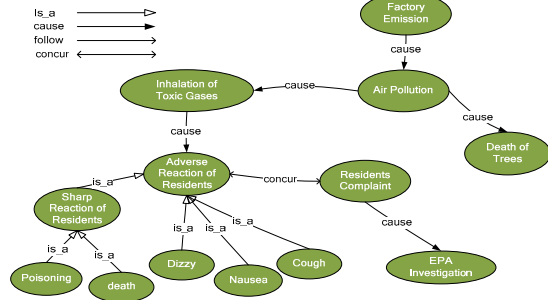 Is_a
cause
follow
concur
Factory
Emission
cause
Inhalation of
Toxic Gases
cause
Air Pollution
cause
cause
Death of
Trees
Adverse
Reaction of
Residents
is_a
concur
Residents
Complaint
Sharp
Reaction of
Residents
cause
is_a
is_a
is_a
is_a
is_a
Poisoning
death
Dizzy
Nausea
Cough
EPA
Investigation